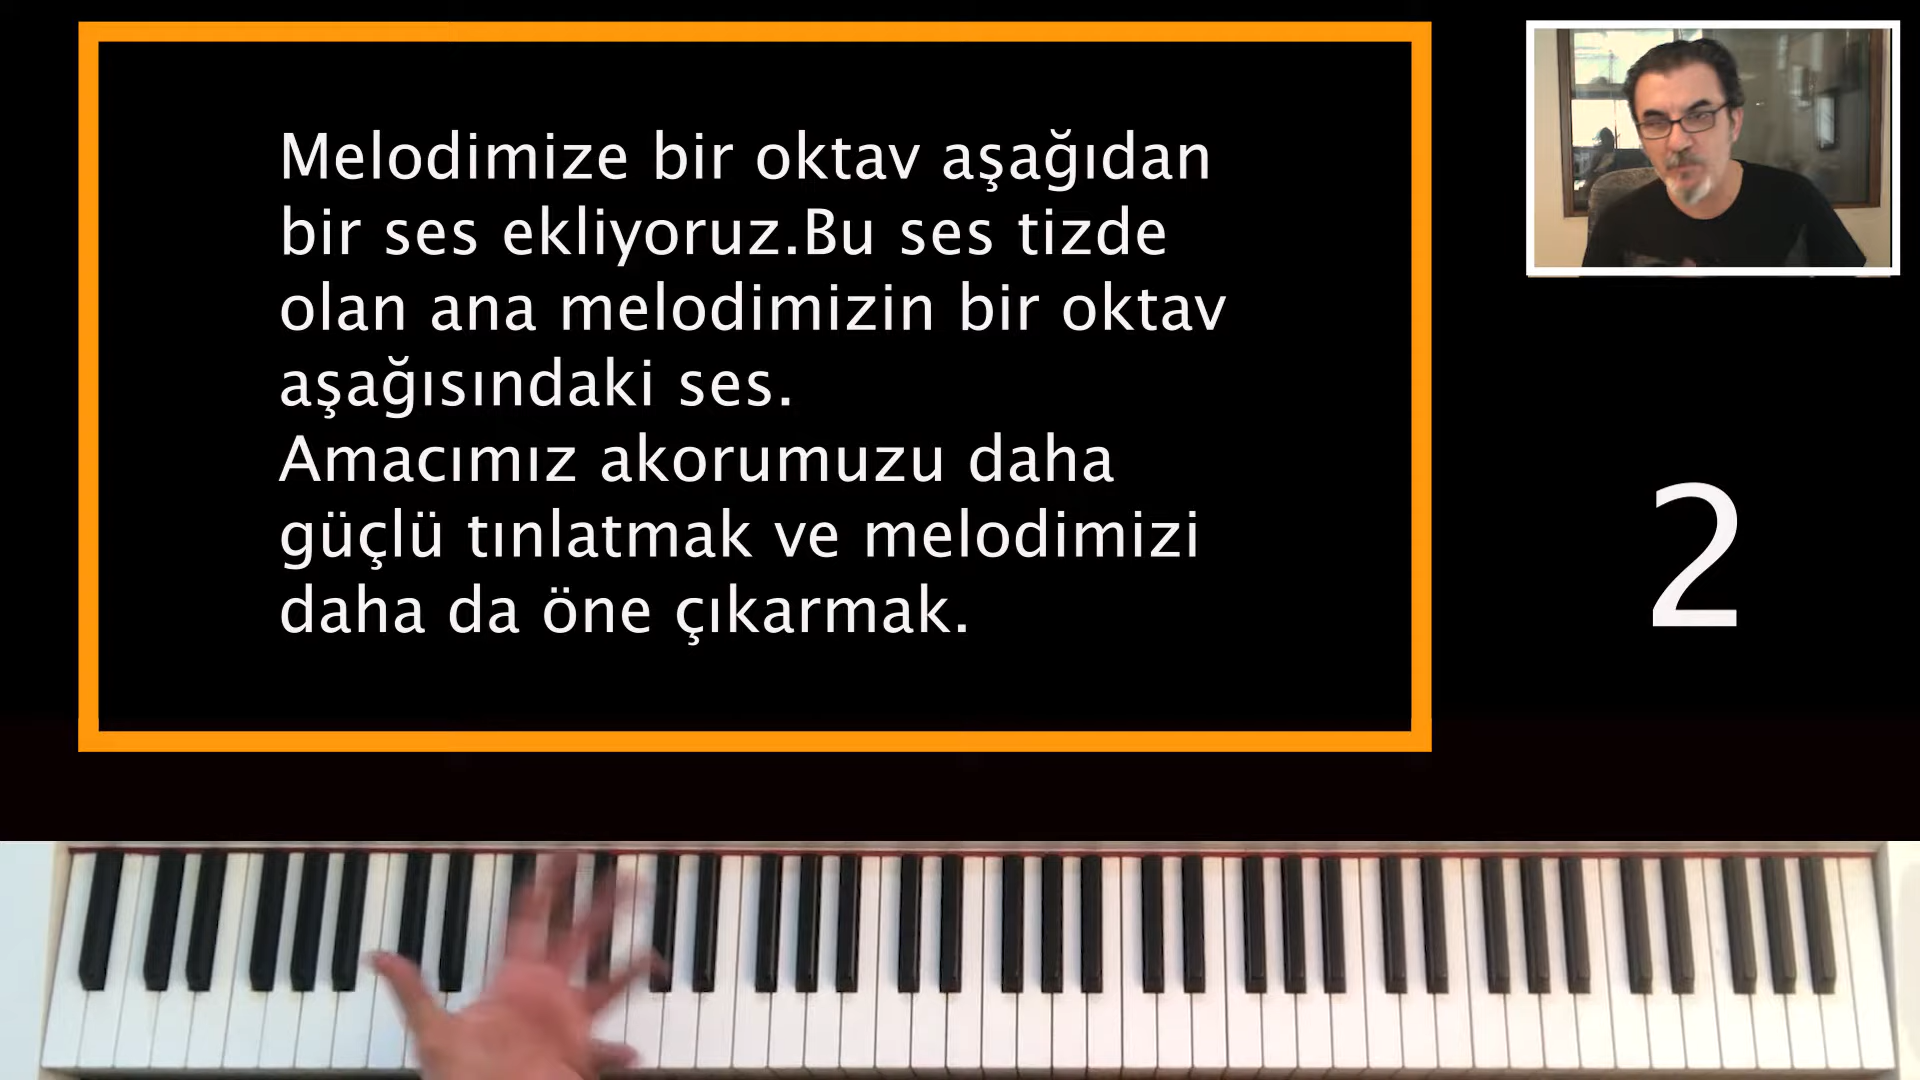 Melodimize bir oktav aşağıdan
bir ses ekliyoruz.Bu ses tizde
olan ana melodimizin bir oktav
aşağısındaki ses.
Amacımız akorumuzu daha
güçlü tınlatmak ve melodimizi
daha da öne çıkarmak.
2